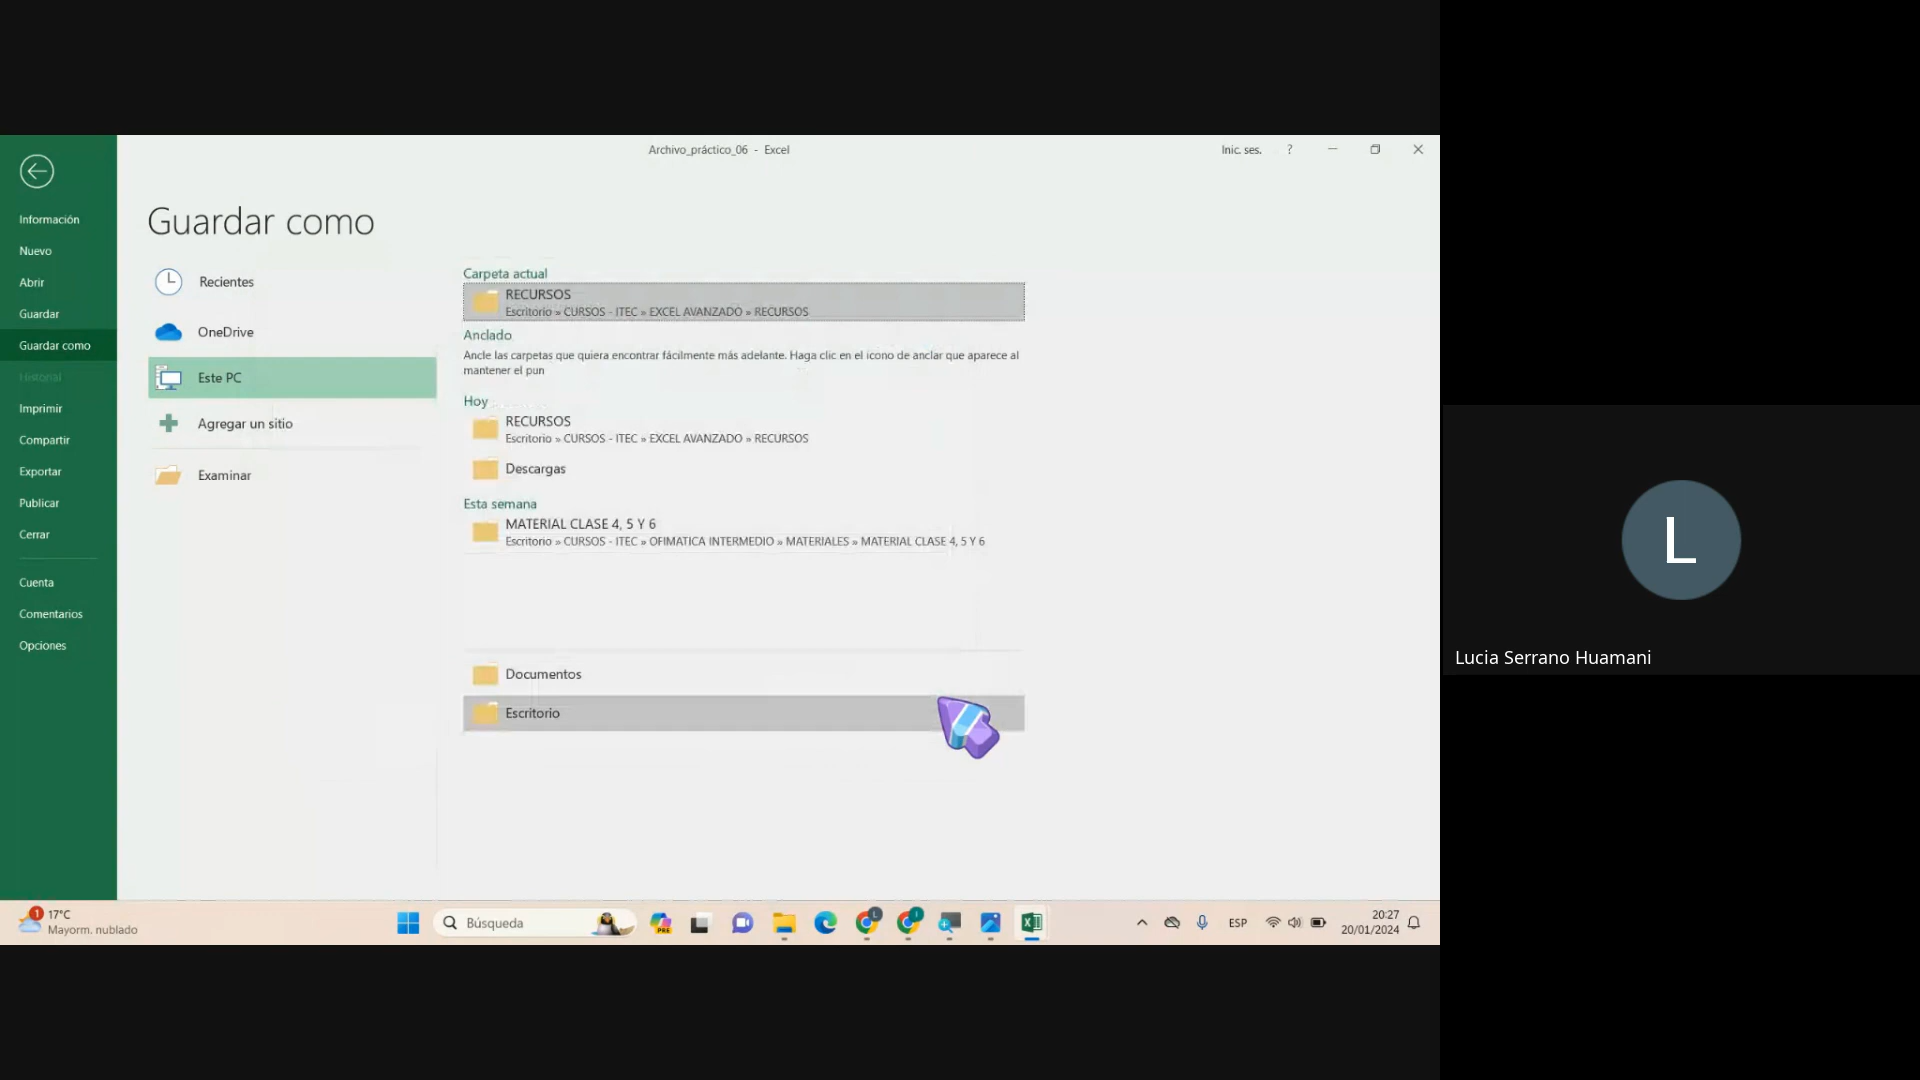 Archivo_práctico_06 - Excel
Inic. ses.
?
Información
Nuevo
Abrir
Guardar
Guardar como
Historial
Imprimir
Compartir
Exportar
Publicar
Cerrar
Cuenta
Comentarios
Opciones
Guardar como
Recientes
OneDrive
Este PC
Agregar un sitio
Examinar
Carpeta actual
RECURSOS
Escritorio » CURSOS - ITEC » EXCEL AVANZADO » RECURSOS
Anclado
Ancle las carpetas que quiera encontrar fácilmente más adelante. Haga clic en el icono de anclar que aparece al
mantener el pun
Hoy
RECURSOS
Escritorio » CURSOS - ITEC » EXCEL AVANZADO » RECURSOS
Descargas
Esta semana
MATERIAL CLASE 4, 5 Y 6
Escritorio » CURSOS - ITEC » OFIMATICA INTERMEDIO » MATERIALES » MATERIAL CLASE 4, 5 Y 6
Documentos
Escritorio
L
Lucia Serrano Huamani
1
17°C
Mayorm. nublado
Búsqueda
PRE
L
ESP
20:27
20/01/2024